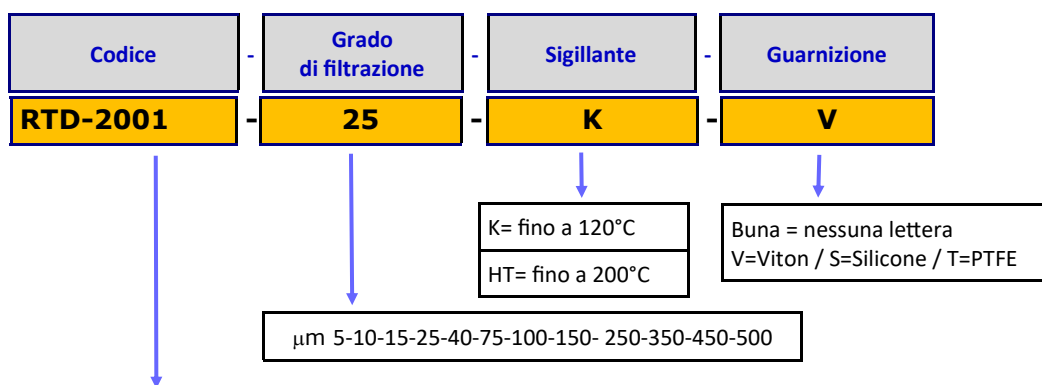 Codice - Grado di filtrazione - Sigillante - Guarnizione
RTD-2001 - 25 - K - V
K= fino a 120°C
HT= fino a 200°C
Buna = nessuna lettera
V=Viton / S=Silicone / T=PTFE
µm 5-10-15-25-40-75-100-150- 250-350-450-500